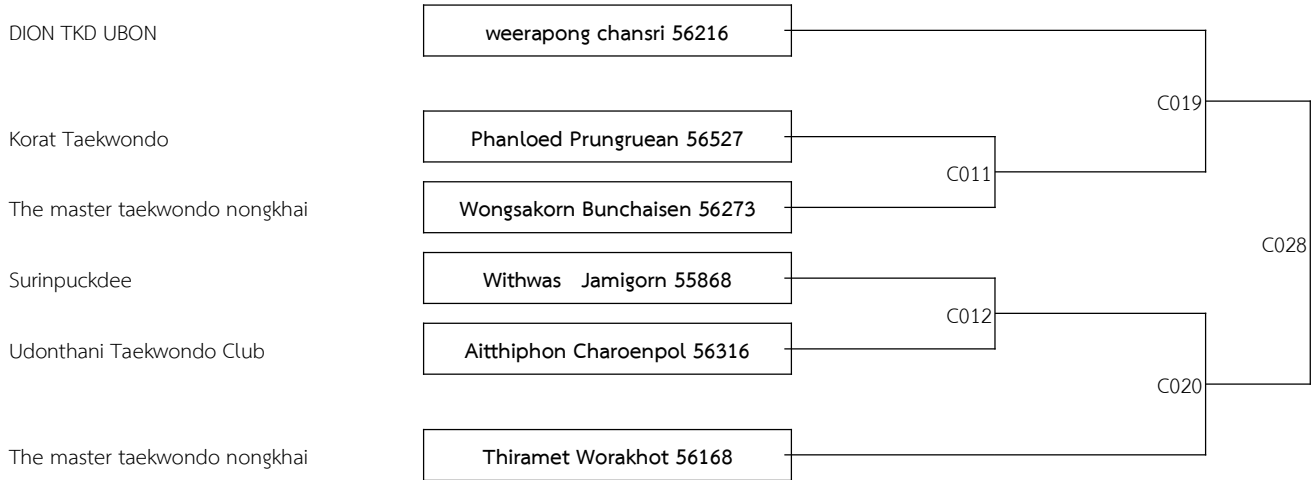 DION TKD UBON weerapong chansri 56216
C019
Korat Taekwondo Phanloed Prungruean 56527
C011
The master taekwondo nongkhai Wongsakorn Bunchaisen 56273
C028
Surinpuckdee Withwas Jamigorn 55868
C012
Udonthani Taekwondo Club Aitthiphon Charoenpol 56316
C020
The master taekwondo nongkhai Thiramet Worakhot 56168